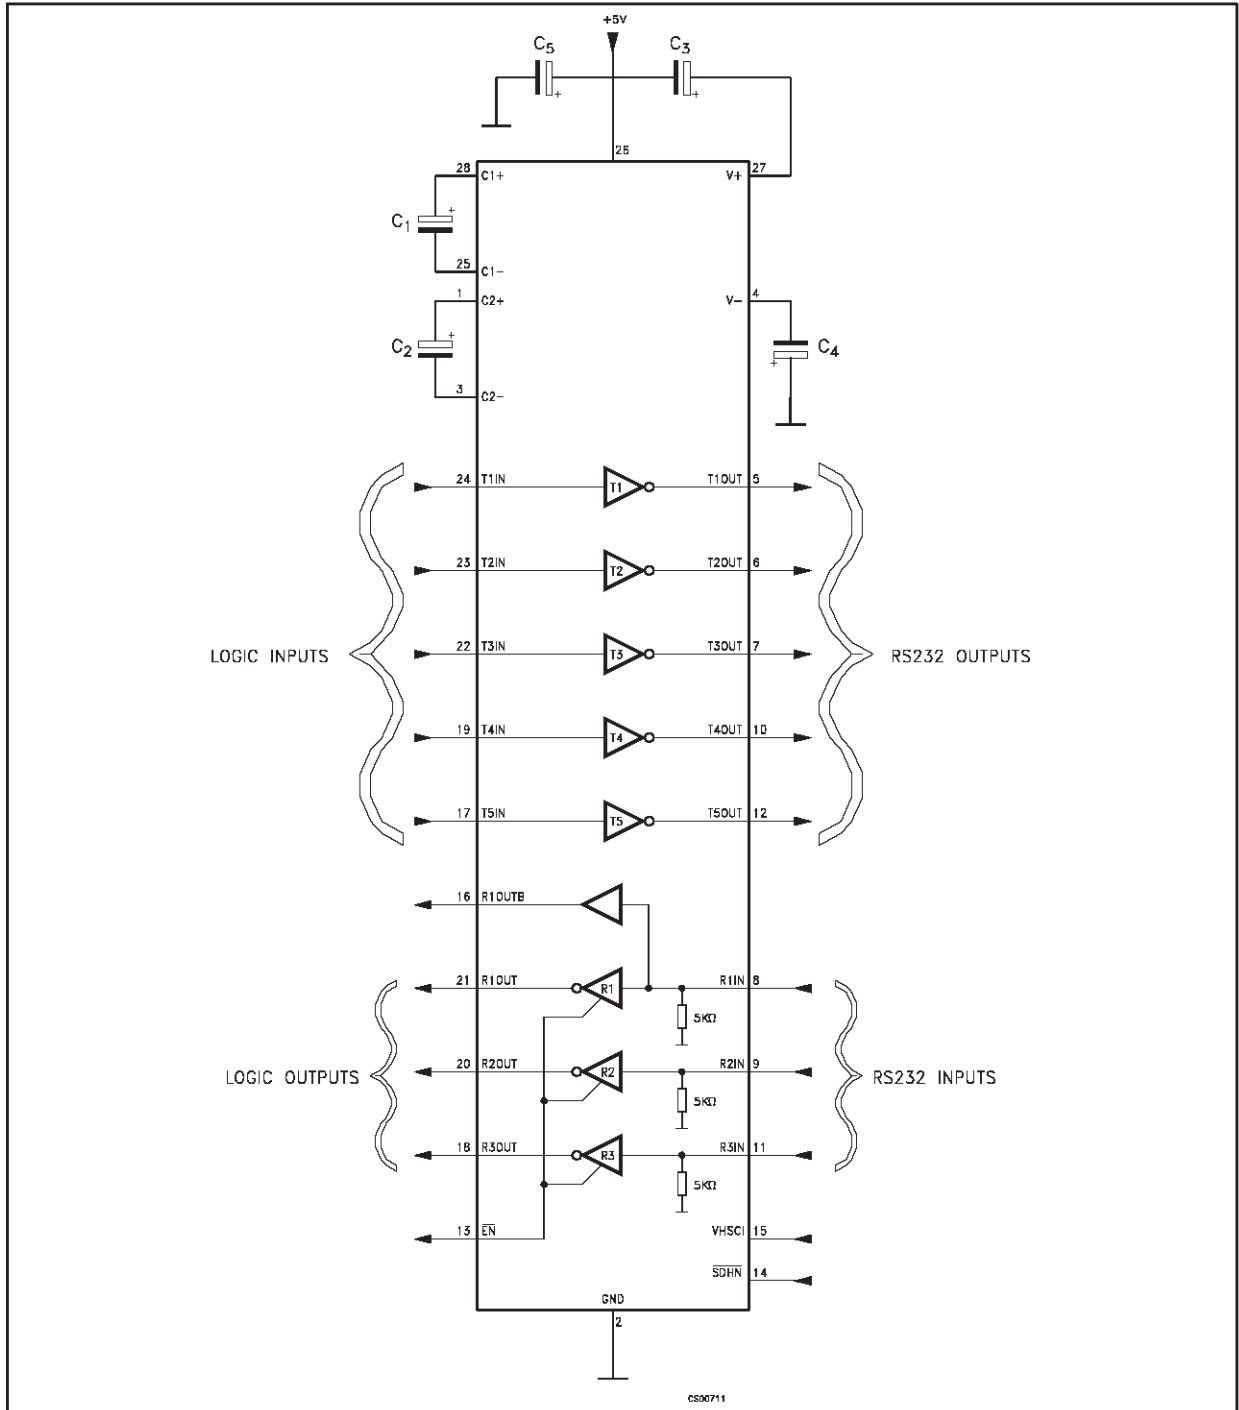 +5V
C5 C3
26
28 C1+ V+ 27
C1
25 C1-
1 C2+ V- 4
C2 C4
3 C2-
24 T1IN T1 T1OUT 5
23 T2IN T2 T2OUT 6
LOGIC INPUTS 22 T3IN T3 T3OUT 7 RS232 OUTPUTS
19 T4IN T4 T4OUT 10
17 T5IN T5 T5OUT 12
16 R1OUTB
21 R1OUT R1 R1IN 8
5KΩ
LOGIC OUTPUTS 20 R2OUT R2 R2IN 9 RS232 INPUTS
5KΩ
18 R3OUT R3 R3IN 11
5KΩ
13 EN VHSCI 15
SDHN 14
GND
2
CS00711